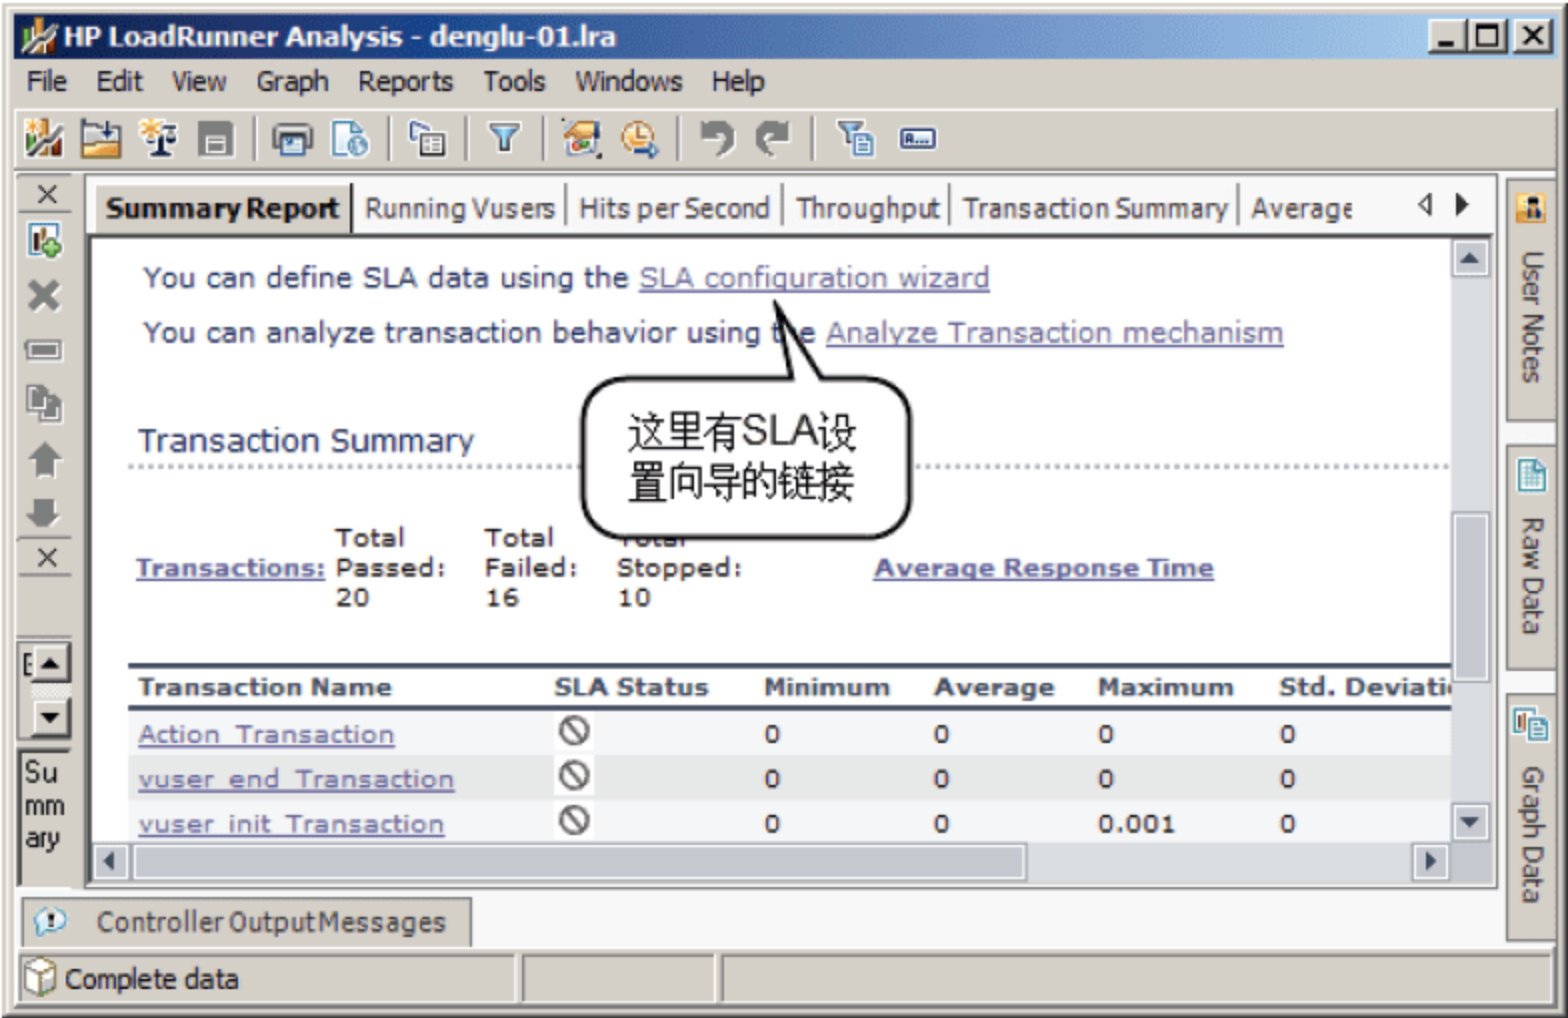 HP LoadRunner Analysis - denglu-01.lra
File Edit View Graph Reports Tools Windows Help
Summary Report Running Vusers Hits per Second Throughput Transaction Summary Average
You can define SLA data using the SLA configuration wizard
You can analyze transaction behavior using the Analyze Transaction mechanism
这里有SLA设
置向导的链接
Transaction Summary
Transactions: Total Passed: 20 Total Failed: 16 Total Stopped: 10 Average Response Time
Transaction Name SLA Status Minimum Average Maximum Std. Deviati
Action_Transaction 0 0 0 0
vuser_end_Transaction 0 0 0 0
vuser_init_Transaction 0 0 0.001 0
Su
mm
ary
User Notes
Raw Data
Graph Data
Controller Output Messages
Complete data